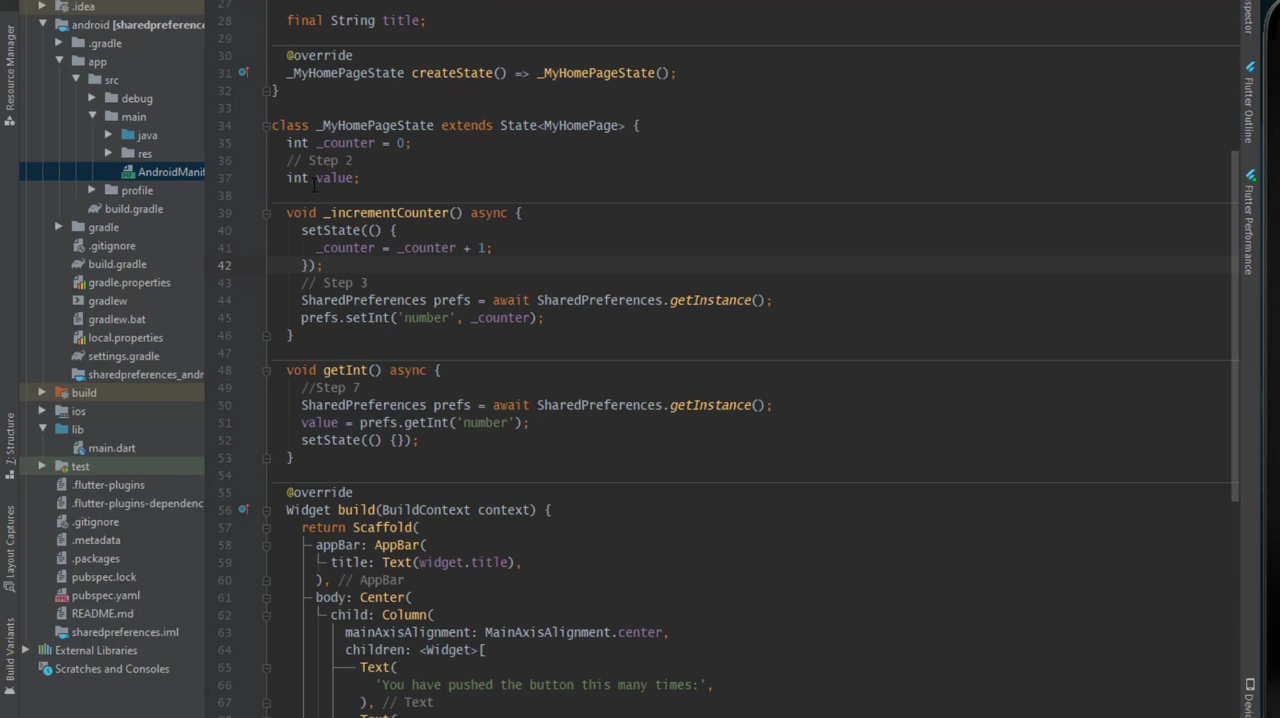 .idea
android [sharedpreference
.gradle
app
src
debug
main
java
res
AndroidManif
profile
build.gradle
gradle
.gitignore
build.gradle
gradle.properties
gradlew
gradlew.bat
local.properties
settings.gradle
sharedpreferences_andr
build
ios
lib
main.dart
test
.flutter-plugins
.flutter-plugins-dependenc
.gitignore
.metadata
.packages
pubspec.lock
pubspec.yaml
README.md
sharedpreferences.iml
External Libraries
Scratches and Consoles
Resource Manager
Z: Structure
Layout Captures
Build Variants
27
28 final String title;
29
30 @override
31 _MyHomePageState createState() => _MyHomePageState();
32 }
33
34 class _MyHomePageState extends State<MyHomePage> {
35 int _counter = 0;
36 // Step 2
37 int value;
38
39 void _incrementCounter() async {
40 setState(() {
41 _counter = _counter + 1;
42 });
43 // Step 3
44 SharedPreferences prefs = await SharedPreferences.getInstance();
45 prefs.setInt('number', _counter);
46 }
47
48 void getInt() async {
49 //Step 7
50 SharedPreferences prefs = await SharedPreferences.getInstance();
51 value = prefs.getInt('number');
52 setState(() {});
53 }
54
55 @override
56 Widget build(BuildContext context) {
57 return Scaffold(
58 appBar: AppBar(
59 title: Text(widget.title),
60 ), // AppBar
61 body: Center(
62 child: Column(
63 mainAxisAlignment: MainAxisAlignment.center,
64 children: <Widget>[
65 Text(
66 'You have pushed the button this many times:',
67 ), // Text
Text(
spector
Flutter Outline
Flutter Performance
Devic